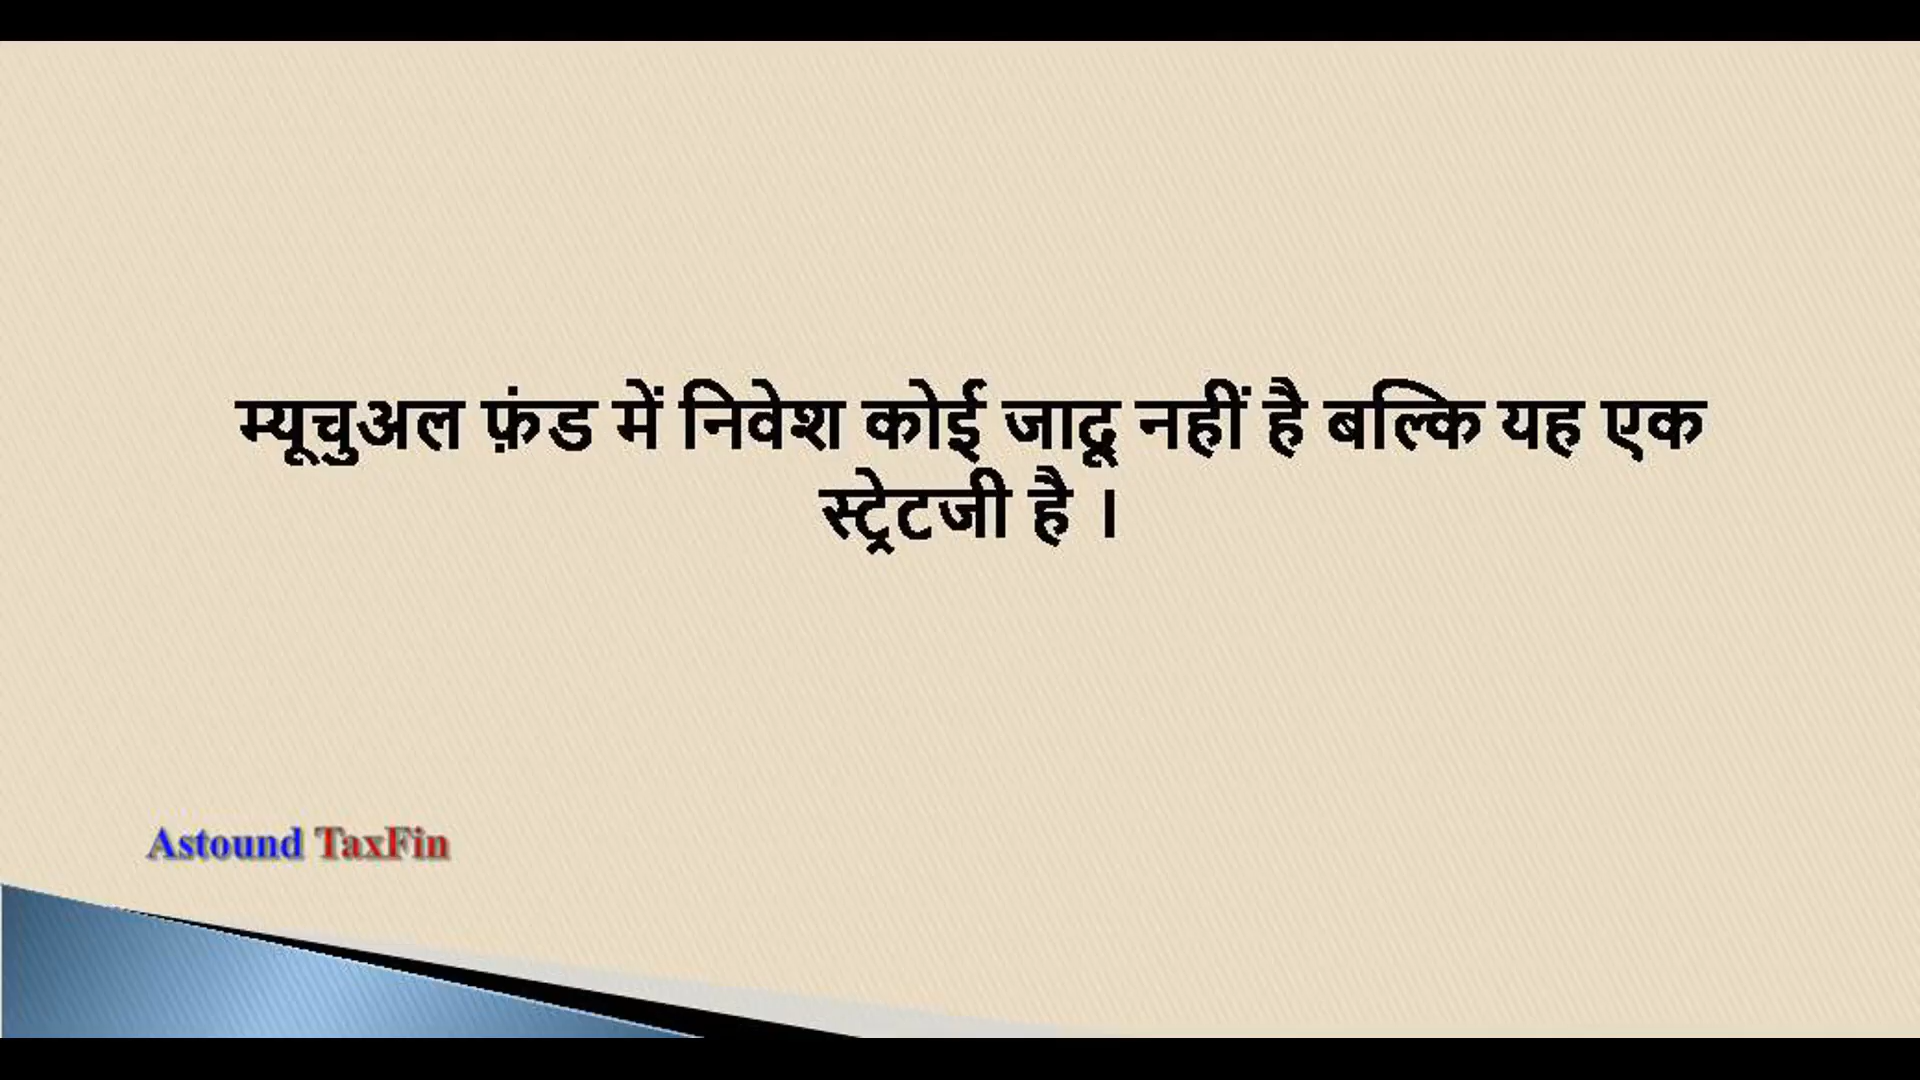 म्यूचुअल फ़ंड में निवेश कोई जादू नहीं है बल्कि यह एक
स्ट्रेटजी है ।
Astound TaxFin